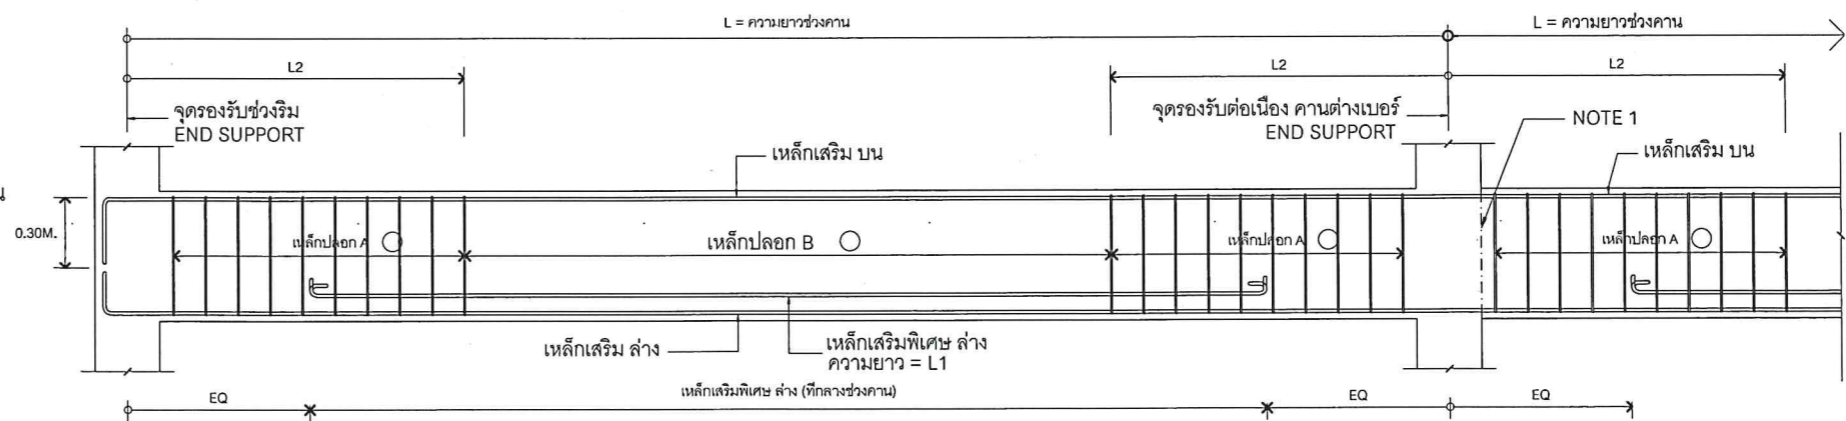 L = ความยาวช่วงคาน
L = ความยาวช่วงคาน
L2
L2
L2
จุดรองรับช่วงริม
END SUPPORT
จุดรองรับต่อเนื่อง คานต่างเบอร์
END SUPPORT
NOTE 1
เหล็กเสริม บน
เหล็กเสริม บน
น
0.30M.
เหล็กปลอก A
เหล็กปลอก B
เหล็กปลอก A
เหล็กปลอก A
เหล็กเสริม ล่าง
เหล็กเสริมพิเศษ ล่าง
ความยาว = L1
EQ
เหล็กเสริมพิเศษ ล่าง (ที่กลางช่วงคาน)
EQ
EQ